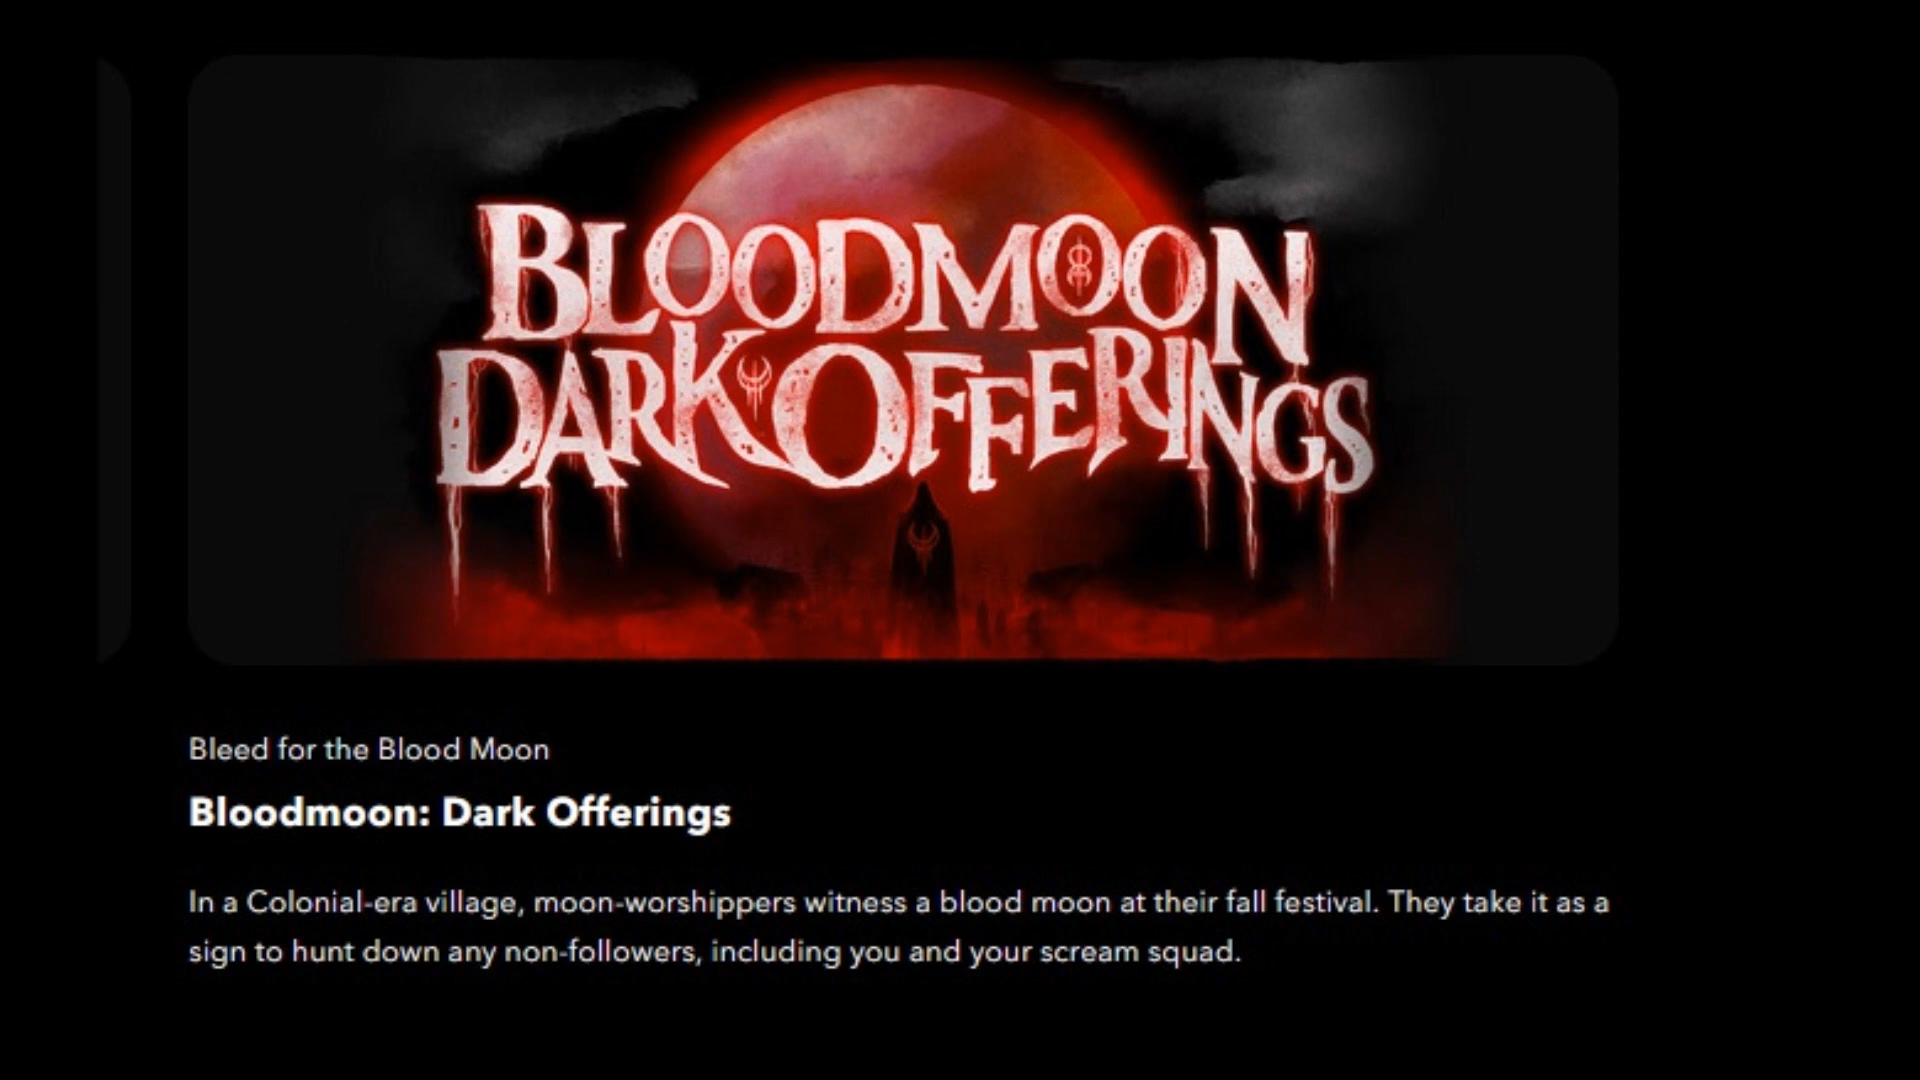 BLOODMOON
DARK OFFERINGS
Bleed for the Blood Moon
Bloodmoon: Dark Offerings
In a Colonial-era village, moon-worshippers witness a blood moon at their fall festival. They take it as a
sign to hunt down any non-followers, including you and your scream squad.